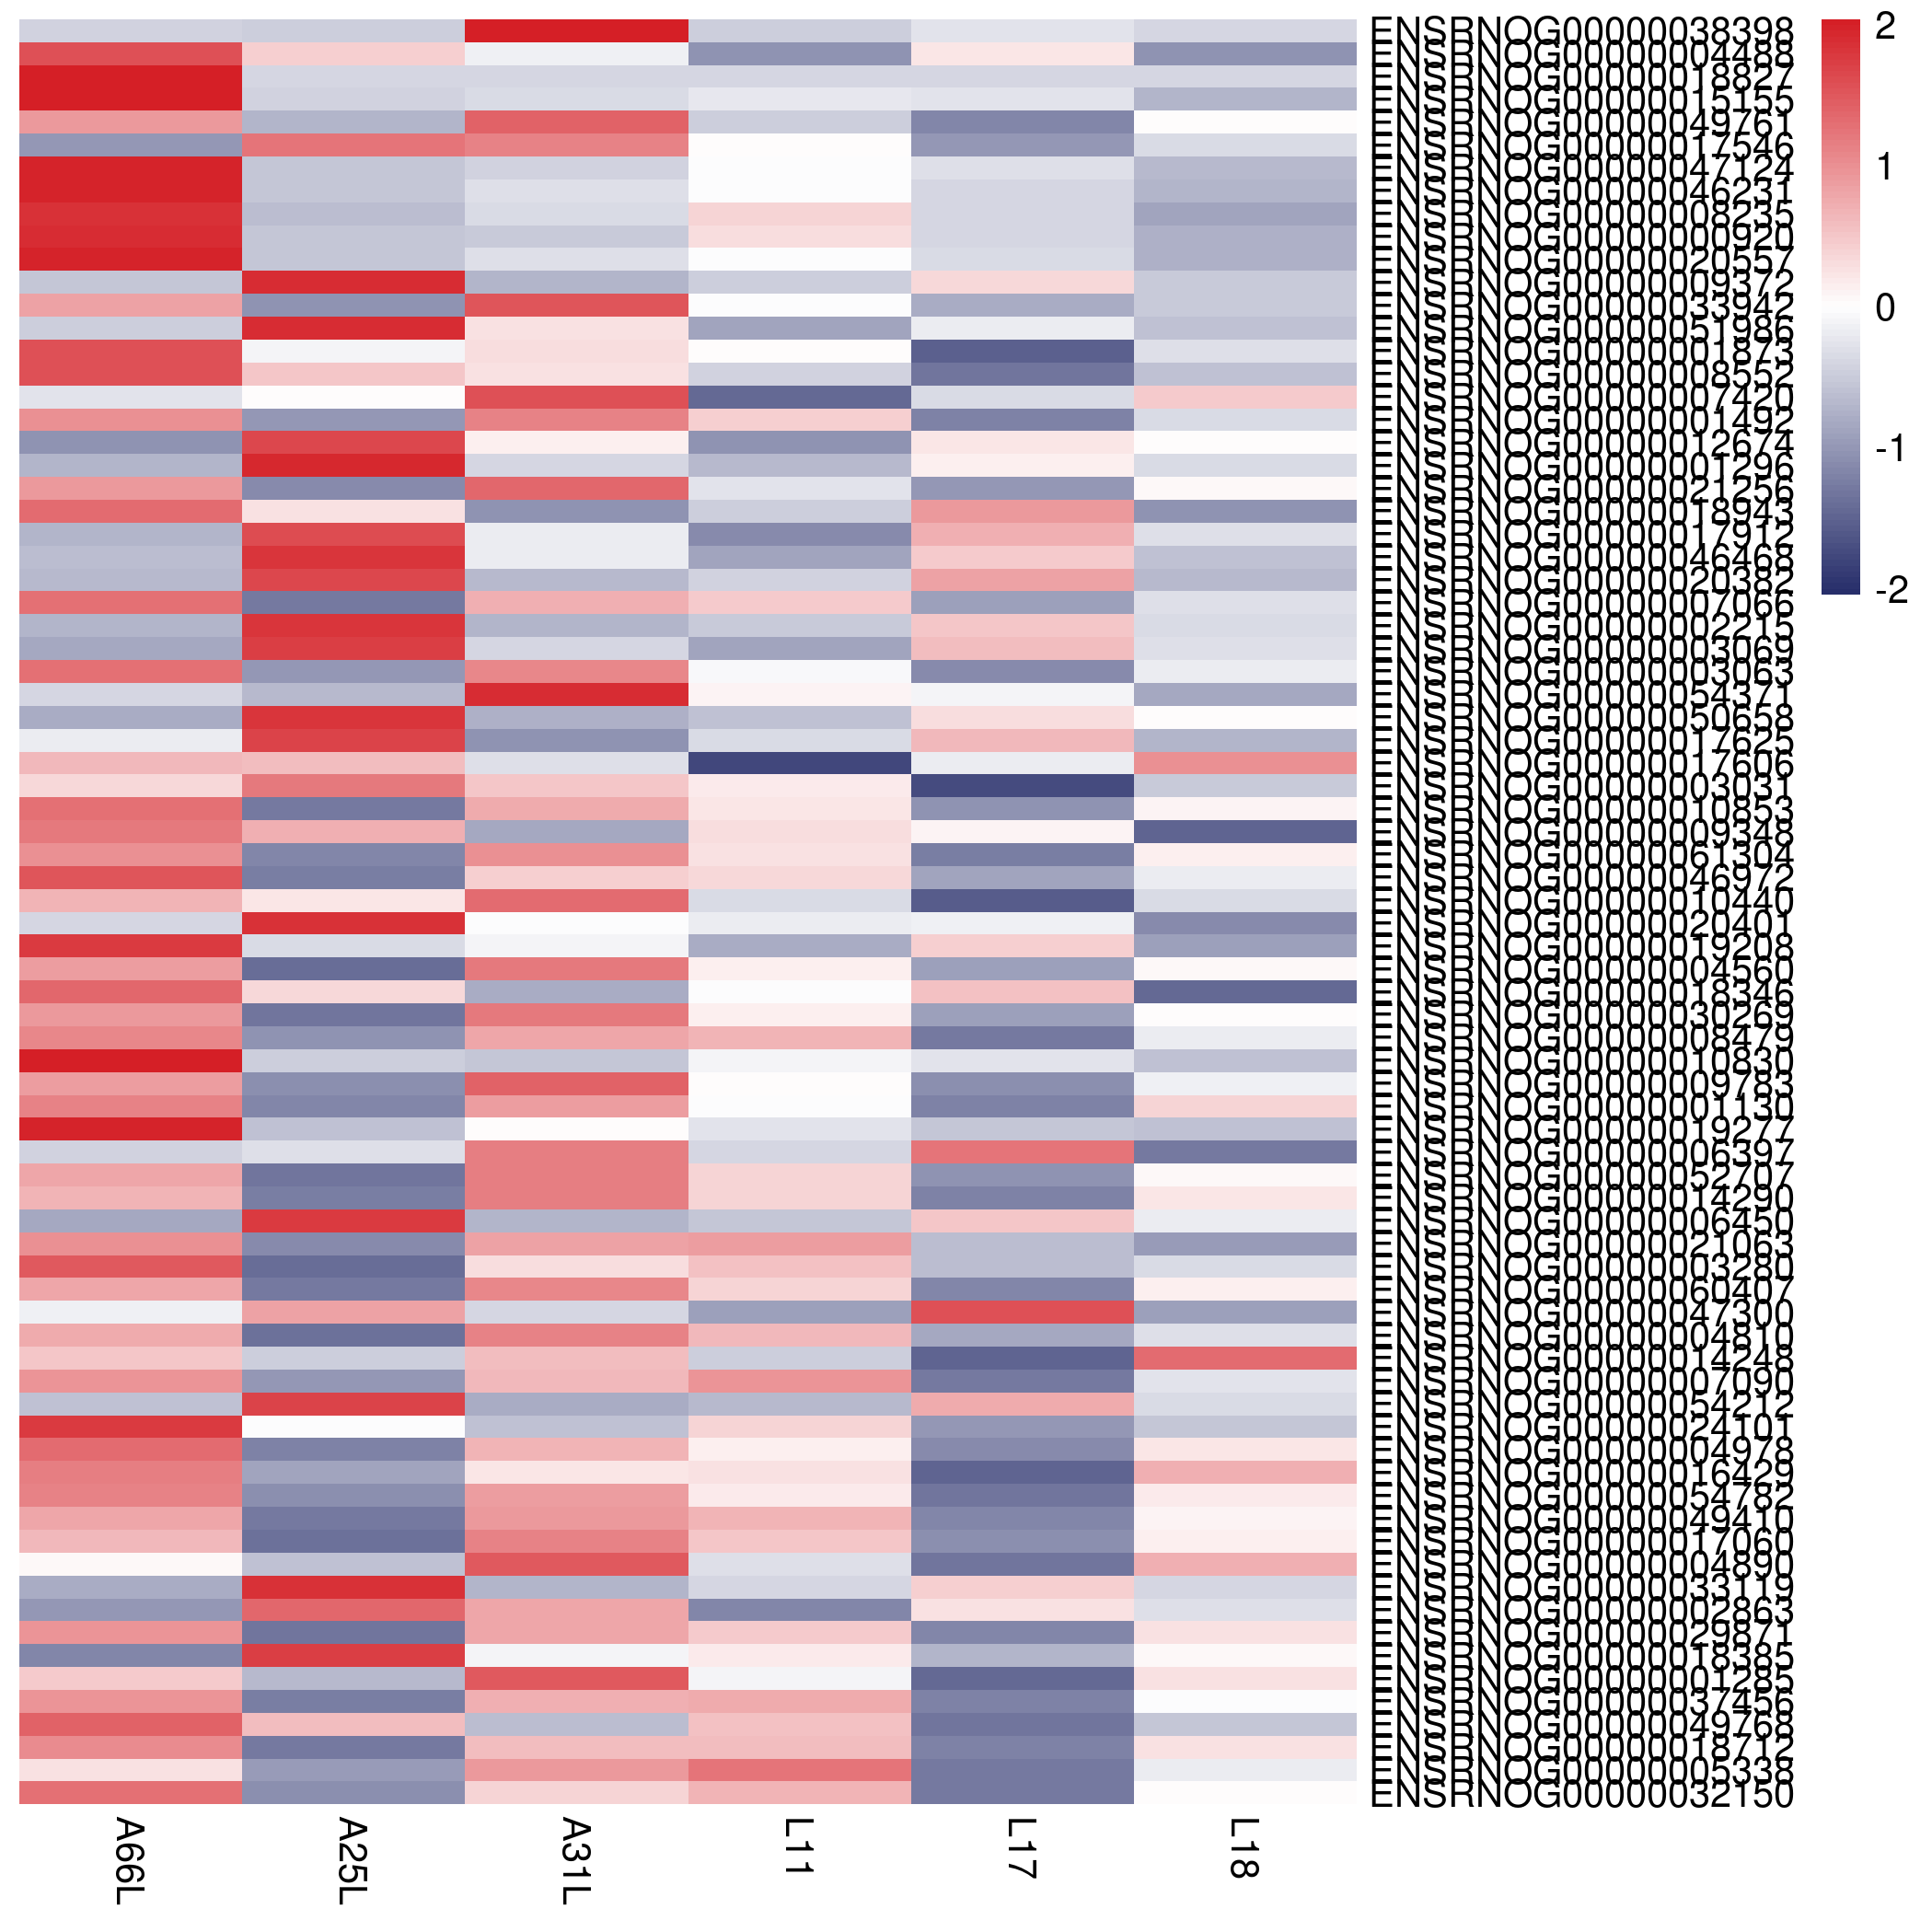 ENSRNOG00000038398
ENSRNOG00000004488
ENSRNOG00000018827
ENSRNOG00000015155
ENSRNOG00000049761
ENSRNOG00000017546
ENSRNOG00000047124
ENSRNOG00000046231
ENSRNOG00000008235
ENSRNOG00000000920
ENSRNOG00000020557
ENSRNOG00000009372
ENSRNOG00000033942
ENSRNOG00000051986
ENSRNOG00000001873
ENSRNOG00000008552
ENSRNOG00000007420
ENSRNOG00000001492
ENSRNOG00000012674
ENSRNOG00000001296
ENSRNOG00000021256
ENSRNOG00000018943
ENSRNOG00000017912
ENSRNOG00000046468
ENSRNOG00000020382
ENSRNOG00000007066
ENSRNOG00000002215
ENSRNOG00000003069
ENSRNOG00000003063
ENSRNOG00000054371
ENSRNOG00000050658
ENSRNOG00000017625
ENSRNOG00000017606
ENSRNOG00000003031
ENSRNOG00000010853
ENSRNOG00000009348
ENSRNOG00000061304
ENSRNOG00000046972
ENSRNOG00000010440
ENSRNOG00000020401
ENSRNOG00000019208
ENSRNOG00000004560
ENSRNOG00000018346
ENSRNOG00000030269
ENSRNOG00000008479
ENSRNOG00000010830
ENSRNOG00000009783
ENSRNOG00000001130
ENSRNOG00000019277
ENSRNOG00000006397
ENSRNOG00000052707
ENSRNOG00000014290
ENSRNOG00000006450
ENSRNOG00000021063
ENSRNOG00000003280
ENSRNOG00000060407
ENSRNOG00000047300
ENSRNOG00000004810
ENSRNOG00000014248
ENSRNOG00000007090
ENSRNOG00000054212
ENSRNOG00000024101
ENSRNOG00000004978
ENSRNOG00000016429
ENSRNOG00000054782
ENSRNOG00000049410
ENSRNOG00000017060
ENSRNOG00000004890
ENSRNOG00000033119
ENSRNOG00000002863
ENSRNOG00000029871
ENSRNOG00000018385
ENSRNOG00000001285
ENSRNOG00000037456
ENSRNOG00000049768
ENSRNOG00000018712
ENSRNOG00000005338
ENSRNOG00000032150
2
1
0
-1
-2
A66L
A25L
A31L
L11
L17
L18